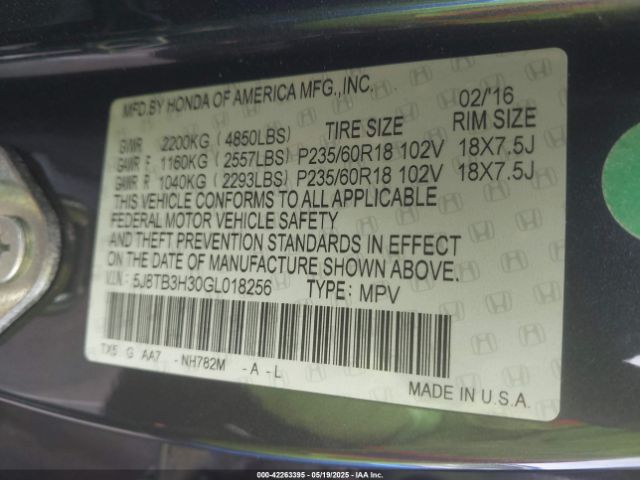 MFD.BY HONDA OF AMERICA MFG.,INC. 02/'16
GVWR 2200KG (4850LBS) TIRE SIZE RIM SIZE
GAWR F 1160KG (2557LBS) P235/60R18 102V 18X7.5J
GAWR R 1040KG (2293LBS) P235/60R18 102V 18X7.5J
THIS VEHICLE CONFORMS TO ALL APPLICABLE
FEDERAL MOTOR VEHICLE SAFETY
AND THEFT PREVENTION STANDARDS IN EFFECT
ON THE DATE OF MANUFACTURE SHOWN ABOVE.
V.I.N.: 5J8TB3H30GL018256 TYPE: MPV
TX5 G AA7 - NH782M - A - L
MADE IN U.S.A.
000-42263395 - 05/19/2025 - IAAI.COM